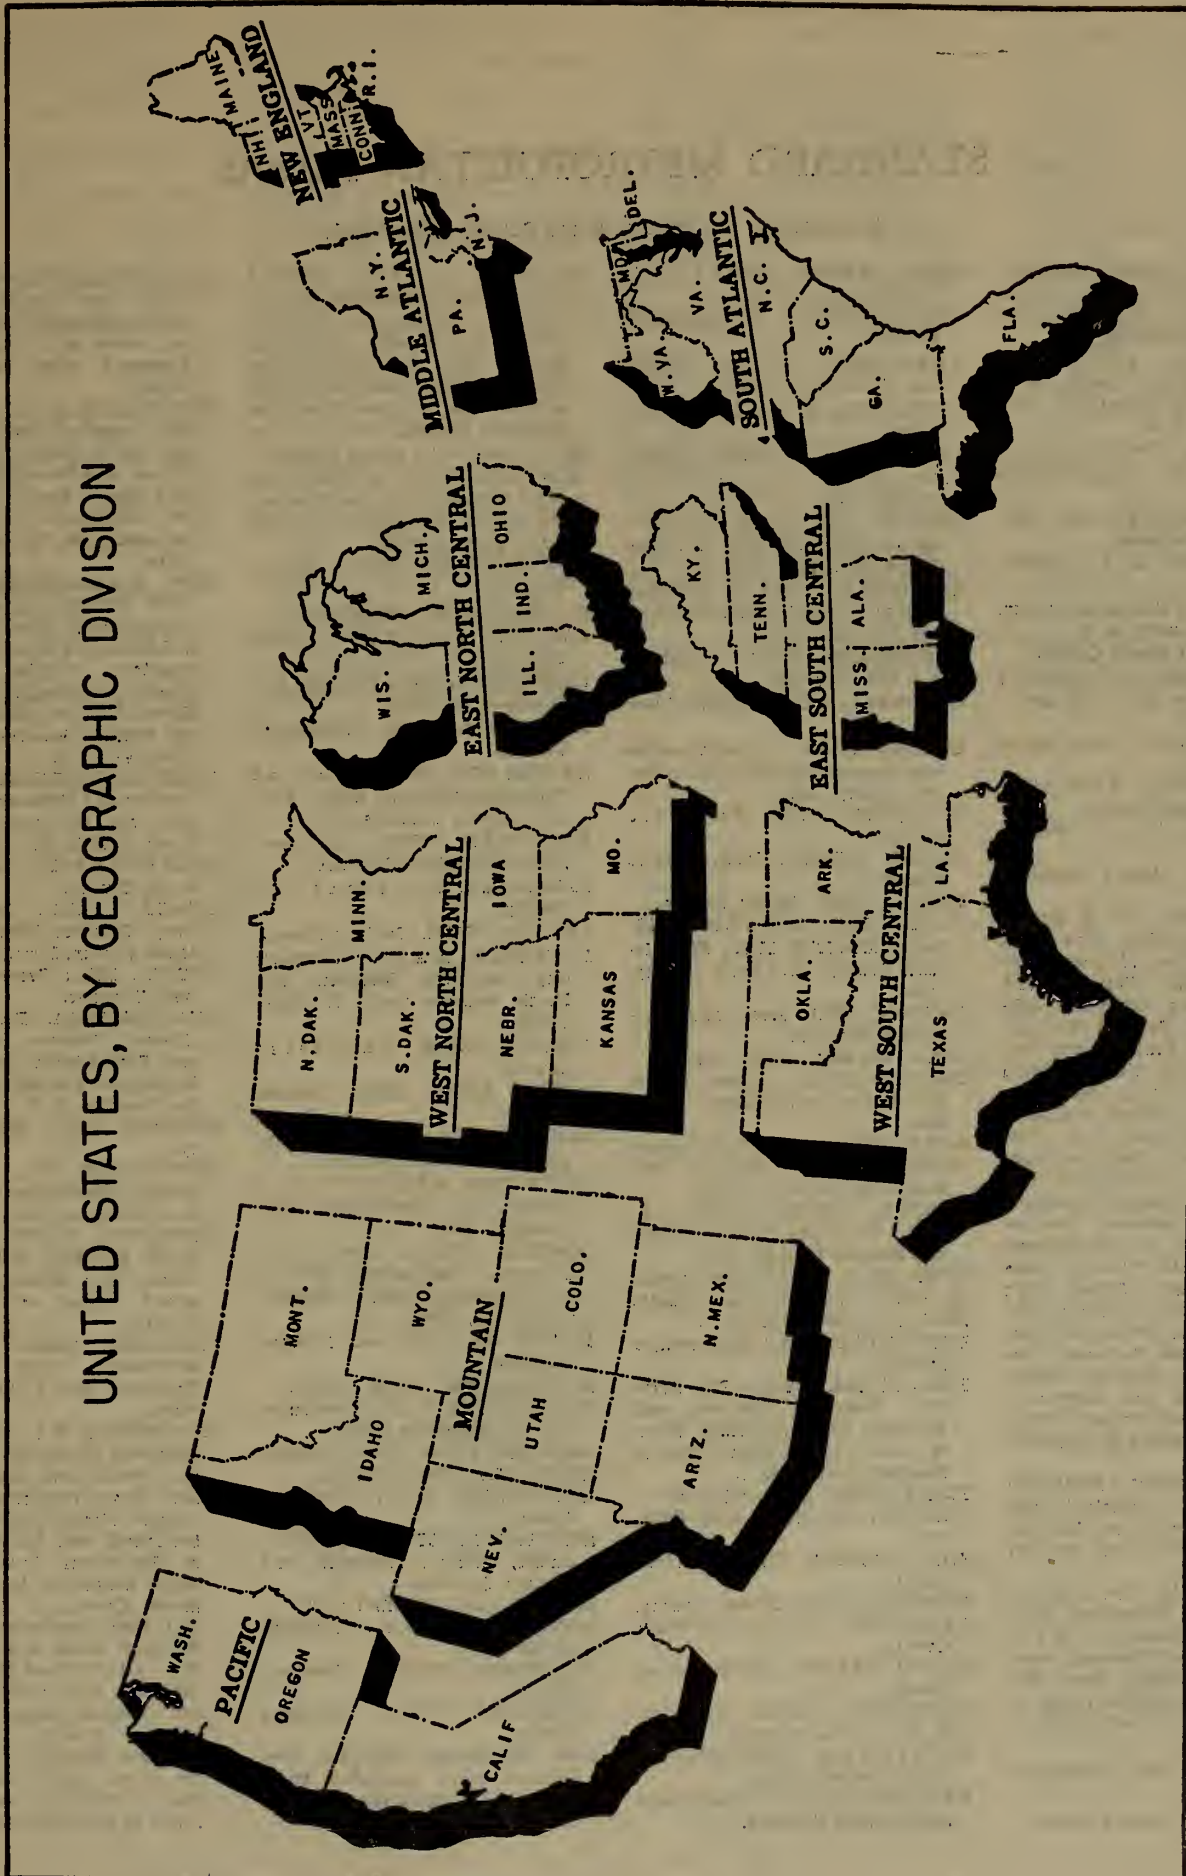 UNITED STATES, BY GEOGRAPHIC DIVISION
PACIFIC
WASH.
OREGON
CALIF
MOUNTAIN
MONT.
IDAHO
WYO.
NEV.
UTAH
COLO.
ARIZ.
N.MEX.
WEST NORTH CENTRAL
N.DAK.
MINN.
S.DAK.
NEBR.
IOWA
KANSAS
MO.
WEST SOUTH CENTRAL
OKLA.
ARK.
TEXAS
LA.
EAST NORTH CENTRAL
WIS.
MICH.
ILL.
IND.
OHIO
EAST SOUTH CENTRAL
KY.
TENN.
MISS.
ALA.
MIDDLE ATLANTIC
N.Y.
PA.
N.J.
SOUTH ATLANTIC
MD.
DEL.
W.VA.
VA.
N.C.
S.C.
GA.
FLA.
NEW ENGLAND
MAINE
NH
VT
MASS
CONN
R.I.